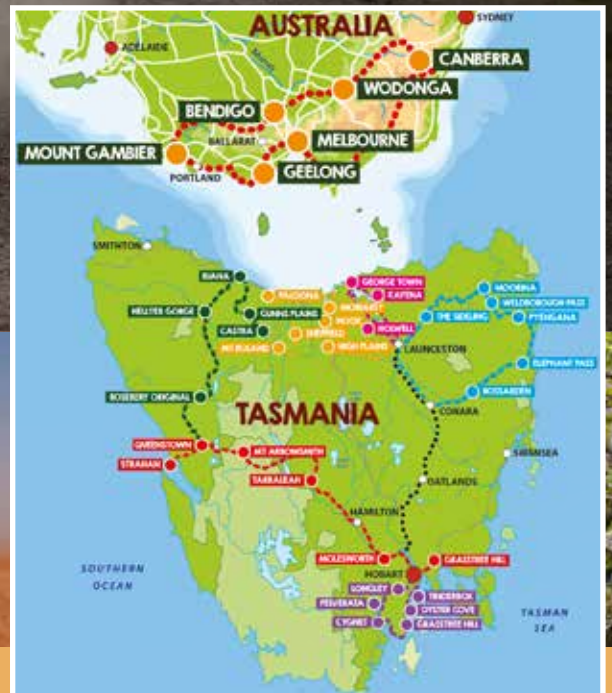 AUSTRALIA
SYDNEY
ADELAIDE
Murray
CANBERRA
WODONGA
BENDIGO
BALLARAT
MELBOURNE
MOUNT GAMBIER
PORTLAND
GEELONG
SMITHTON
RIANA
GEORGE TOWN
PALOONA
KAYENA
MOORINA
HELLYER GORGE
GUNNS PLAINS
WELDBOROUGH PASS
THE SIDELING
PYENGANA
CASTRA
SHEFFIELD
HOLWELL
MT ROLAND
HIGH PLAINS
LAUNCESTON
ELEPHANT PASS
ROSSARDEN
ROSEBERY ORIGINAL
CONARA
TASMANIA
QUEENSTOWN
MT ARROWSMITH
STRAHAN
SWANSEA
TARRALEAH
OATLANDS
HAMILTON
MOLESWORTH
GRASSTREE HILL
HOBART
SOUTHERN
OCEAN
LONGLEY
TINDERBOX
PELVERATA
OYSTER COVE
CYGNET
GRASSTREE HILL
TASMAN
SEA